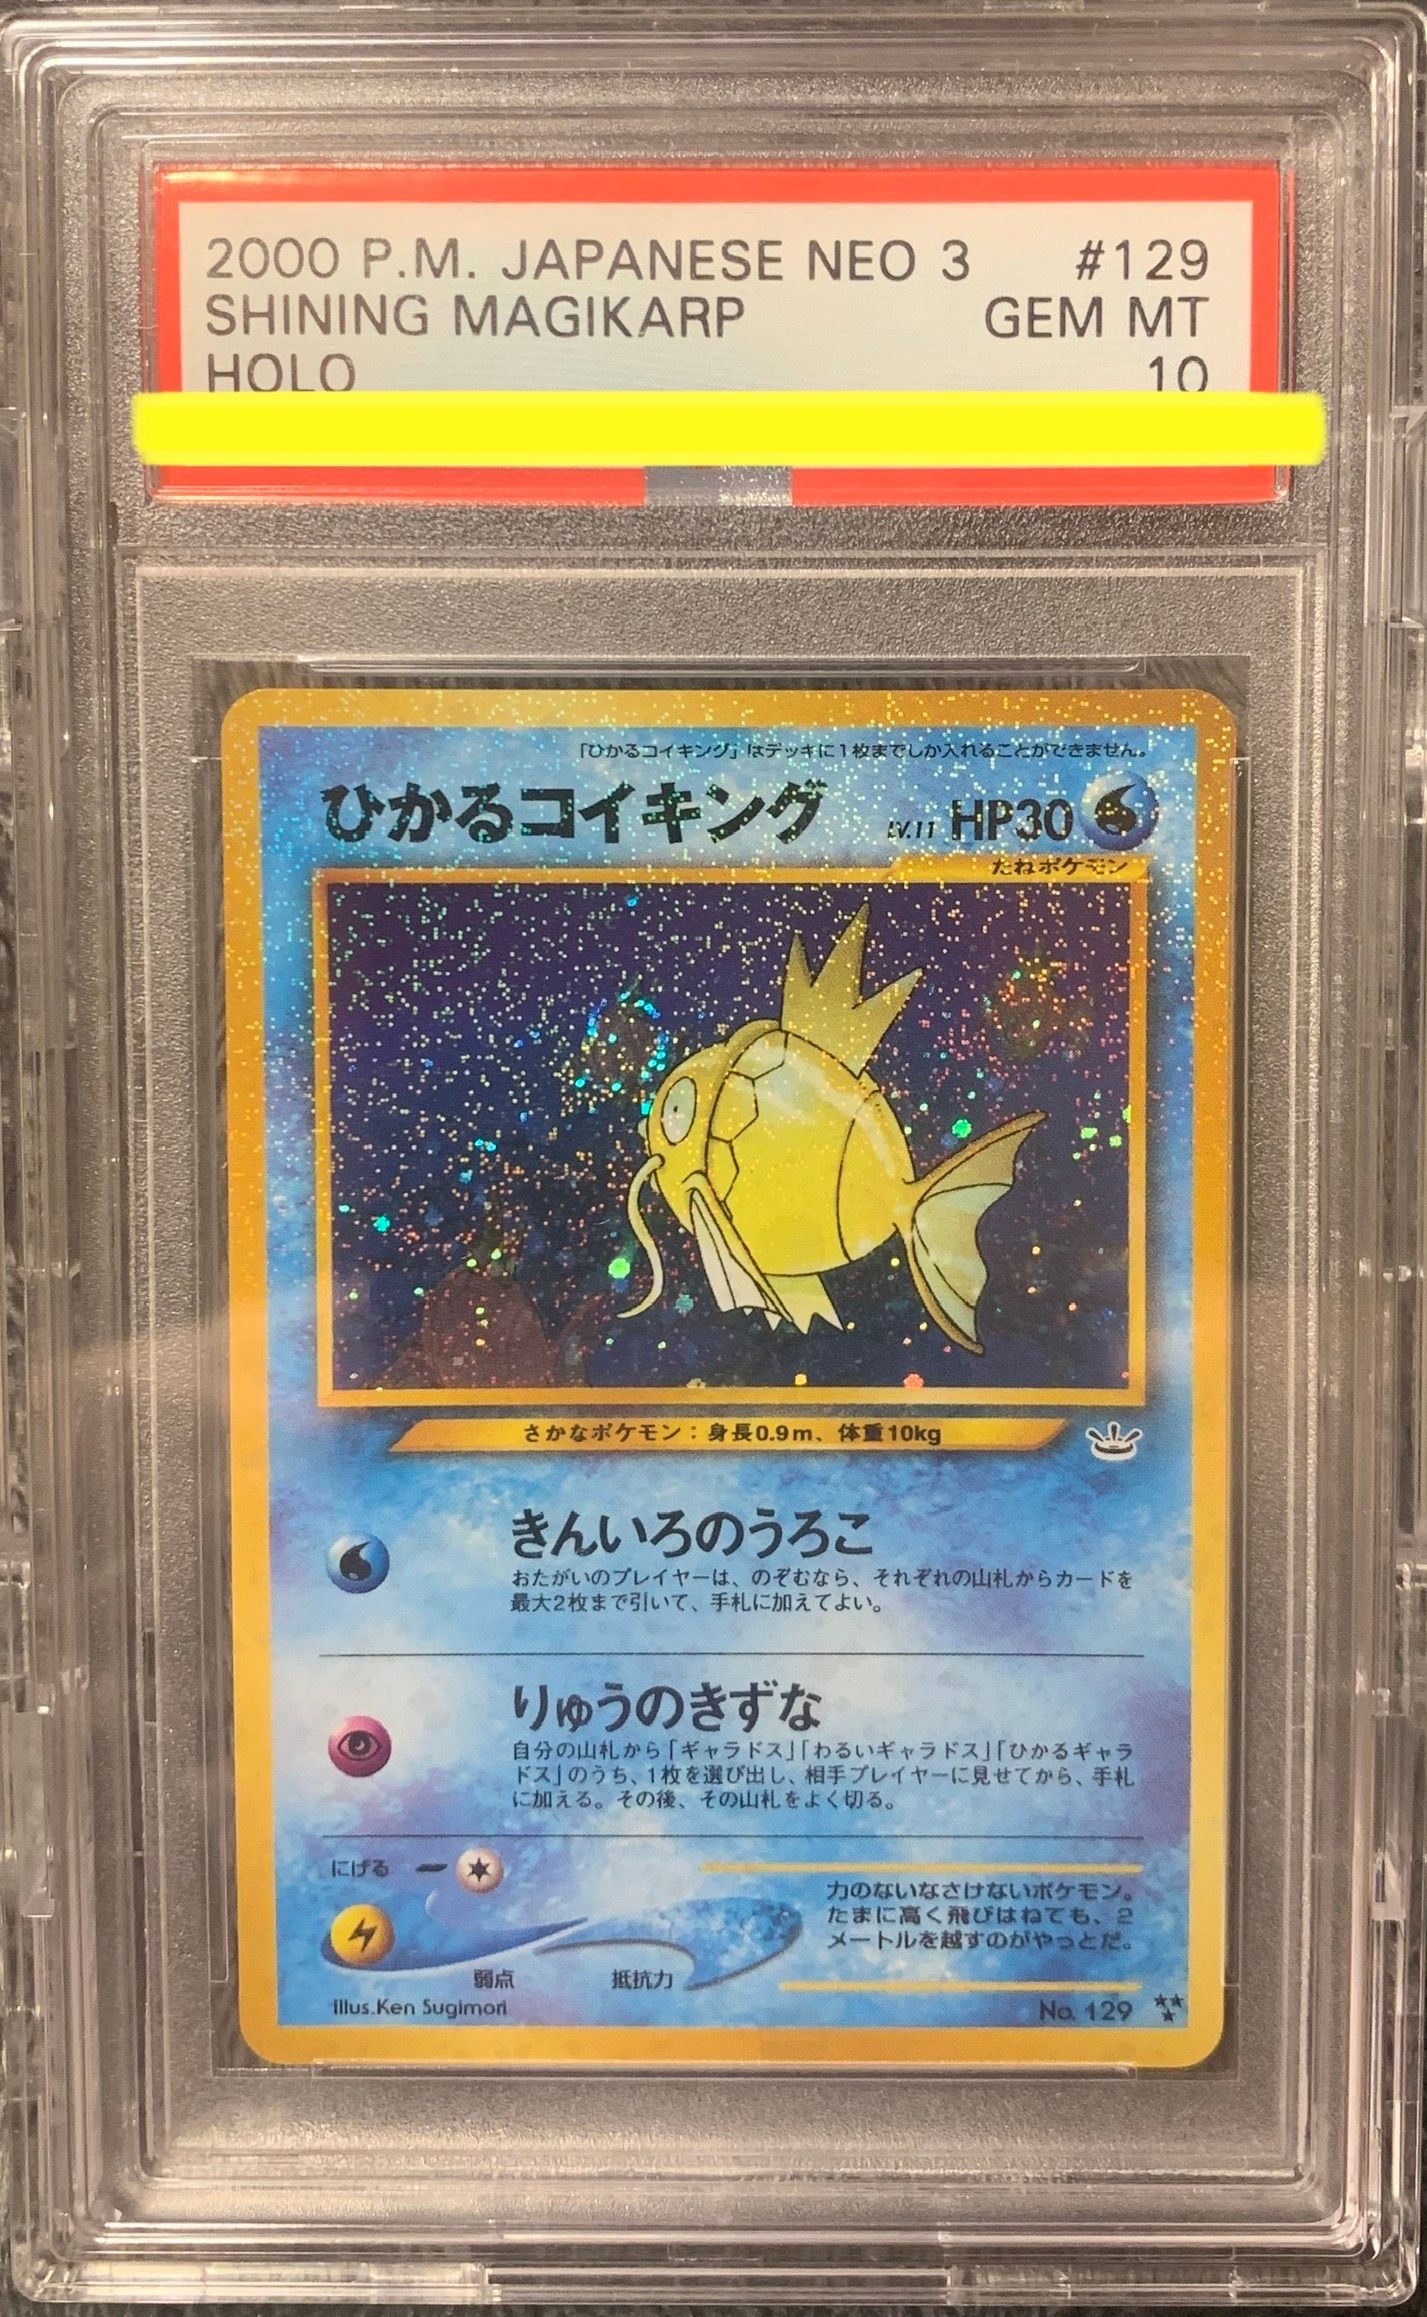 2000 P.M. JAPANESE NEO 3 #129
SHINING MAGIKARP GEM MT
HOLO 10
「ひかるコイキング」はデッキに1枚までしか入れることができません。
ひかるコイキング LV.11 HP30
たねポケモン
さかなポケモン：身長0.9m、体重10kg
きんいろのうろこ
おたがいのプレイヤーは、のぞむなら、それぞれの山札からカードを
最大2枚まで引いて、手札に加えてよい。
りゅうのきずな
自分の山札から「ギャラドス」「わるいギャラドス」「ひかるギャラ
ドス」のうち、1枚を選び出し、相手プレイヤーに見せてから、手札
に加える。その後、その山札をよく切る。
にげる
力のないなさけないポケモン。
たまに高く飛びはねても、2
メートルを越すのがやっとだ。
弱点 抵抗力
Illus.Ken Sugimori No. 129 ★★★